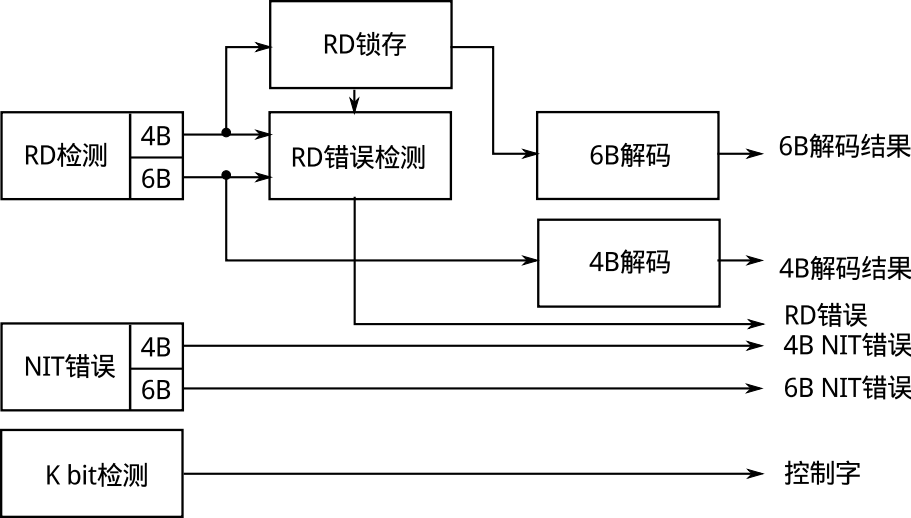 RD锁存
RD检测
4B
6B
RD错误检测
6B解码
6B解码结果
4B解码
4B解码结果
RD错误
NIT错误
4B
6B
4B NIT错误
6B NIT错误
K bit检测
控制字